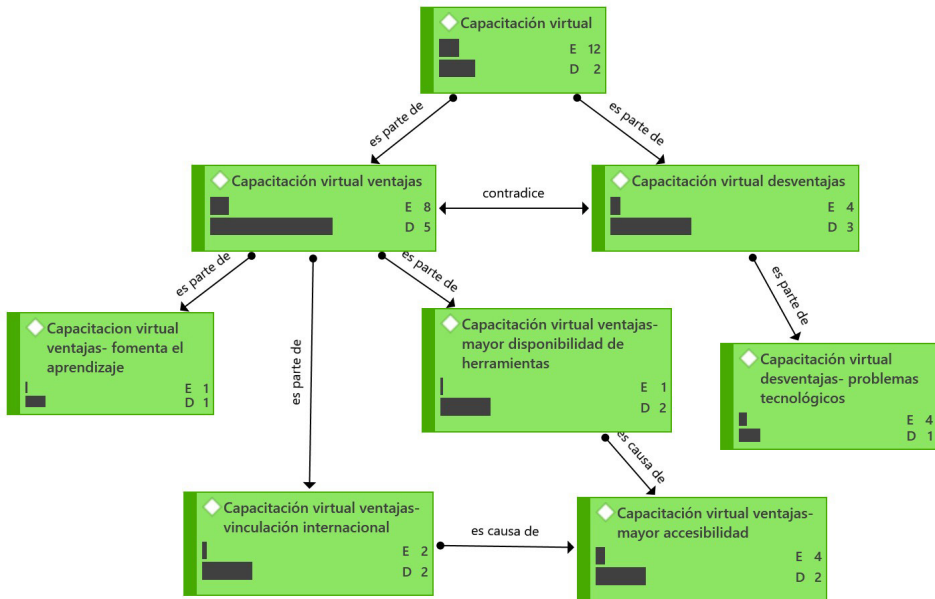 Capacitación virtual
E 12
D 2
es parte de
es parte de
Capacitación virtual ventajas
E 8
D 5
contradice
Capacitación virtual desventajas
E 4
D 3
es parte de
es parte de
es parte de
es parte de
Capacitacion virtual
ventajas- fomenta el
aprendizaje
E 1
D 1
Capacitación virtual ventajas-
mayor disponibilidad de
herramientas
E 1
D 2
Capacitación virtual
desventajas- problemas
tecnológicos
E 4
D 1
es causa de
Capacitación virtual ventajas-
vinculación internacional
E 2
D 2
es causa de
Capacitación virtual ventajas-
mayor accesibilidad
E 4
D 2